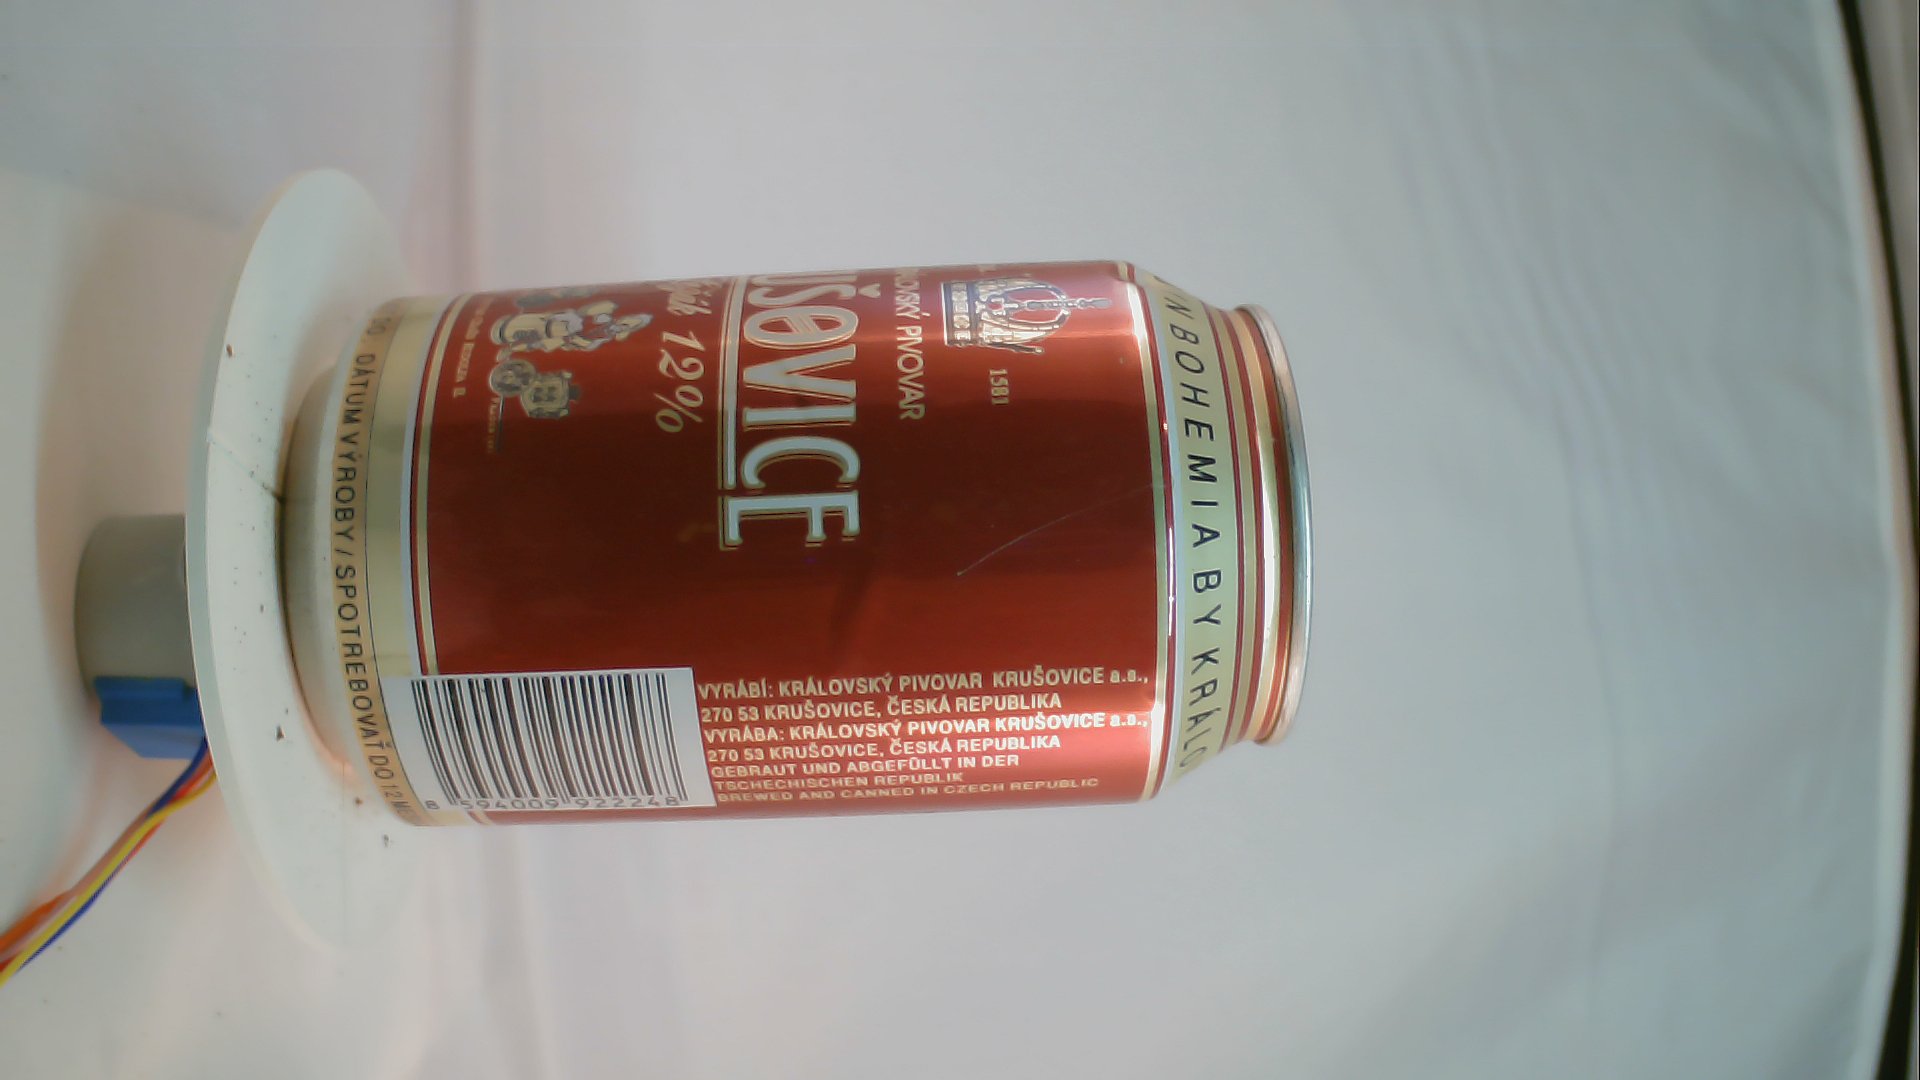 IN BOHEMIA BY KRÁLO
1581
PIVOVAR
UŠOVICE
12%
VYRÁBÍ: KRÁLOVSKÝ PIVOVAR KRUŠOVICE a.s.,
270 53 KRUŠOVICE, ČESKÁ REPUBLIKA
VYRÁBA: KRÁLOVSKÝ PIVOVAR KRUŠOVICE a.s.,
270 53 KRUŠOVICE, ČESKÁ REPUBLIKA
GEBRAUT UND ABGEFÜLLT IN DER
TSCHECHISCHEN REPUBLIK
BREWED AND CANNED IN CZECH REPUBLIC
8 594009 922248
DÁTUM VÝROBY / SPOTREBOVAŤ DO 12